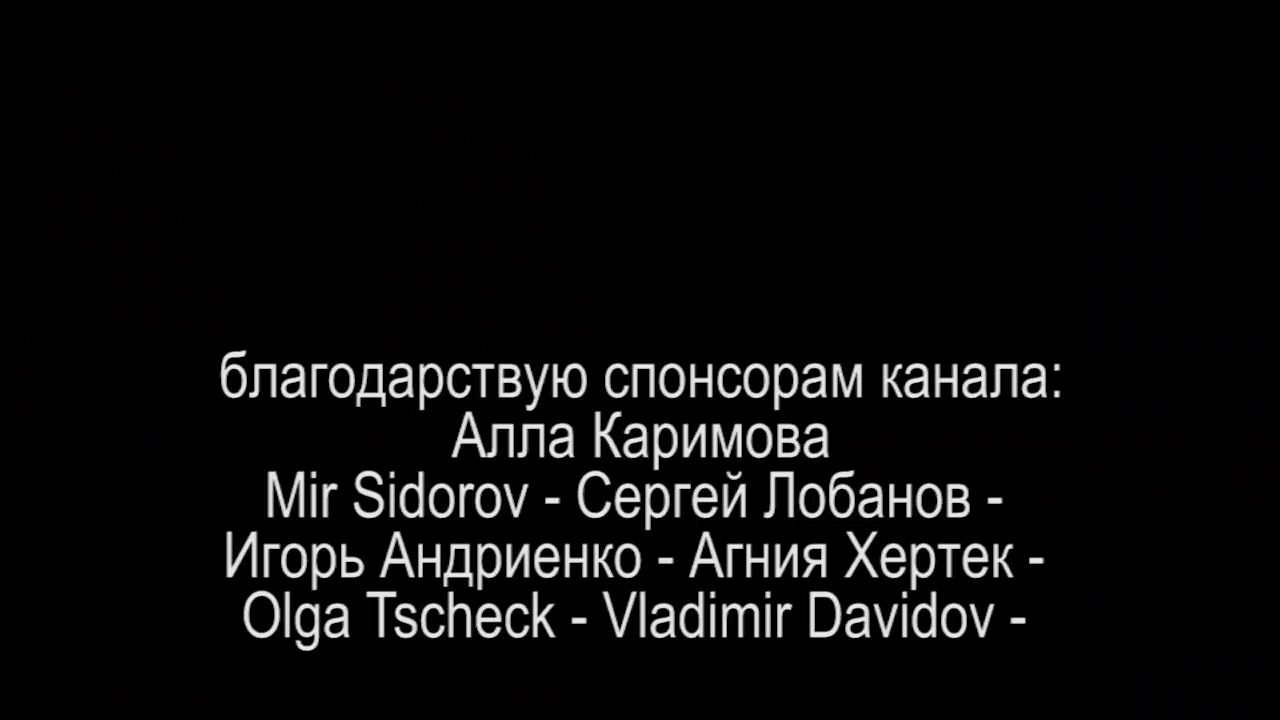 благодарствую спонсорам канала:
Алла Каримова
Mir Sidorov - Сергей Лобанов -
Игорь Андриенко - Агния Хертек -
Olga Tscheck - Vladimir Davidov -